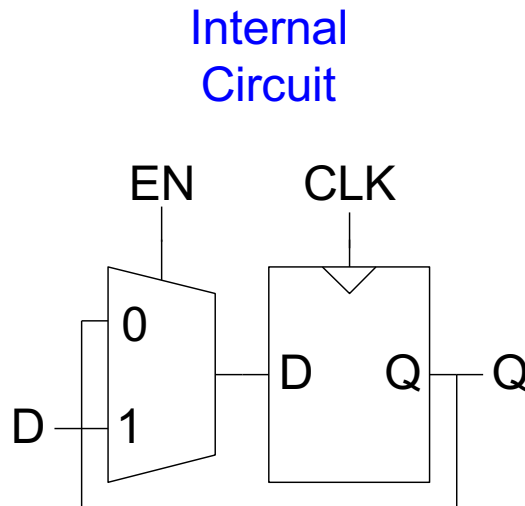 Internal
Circuit
EN CLK
0
D Q Q
D 1